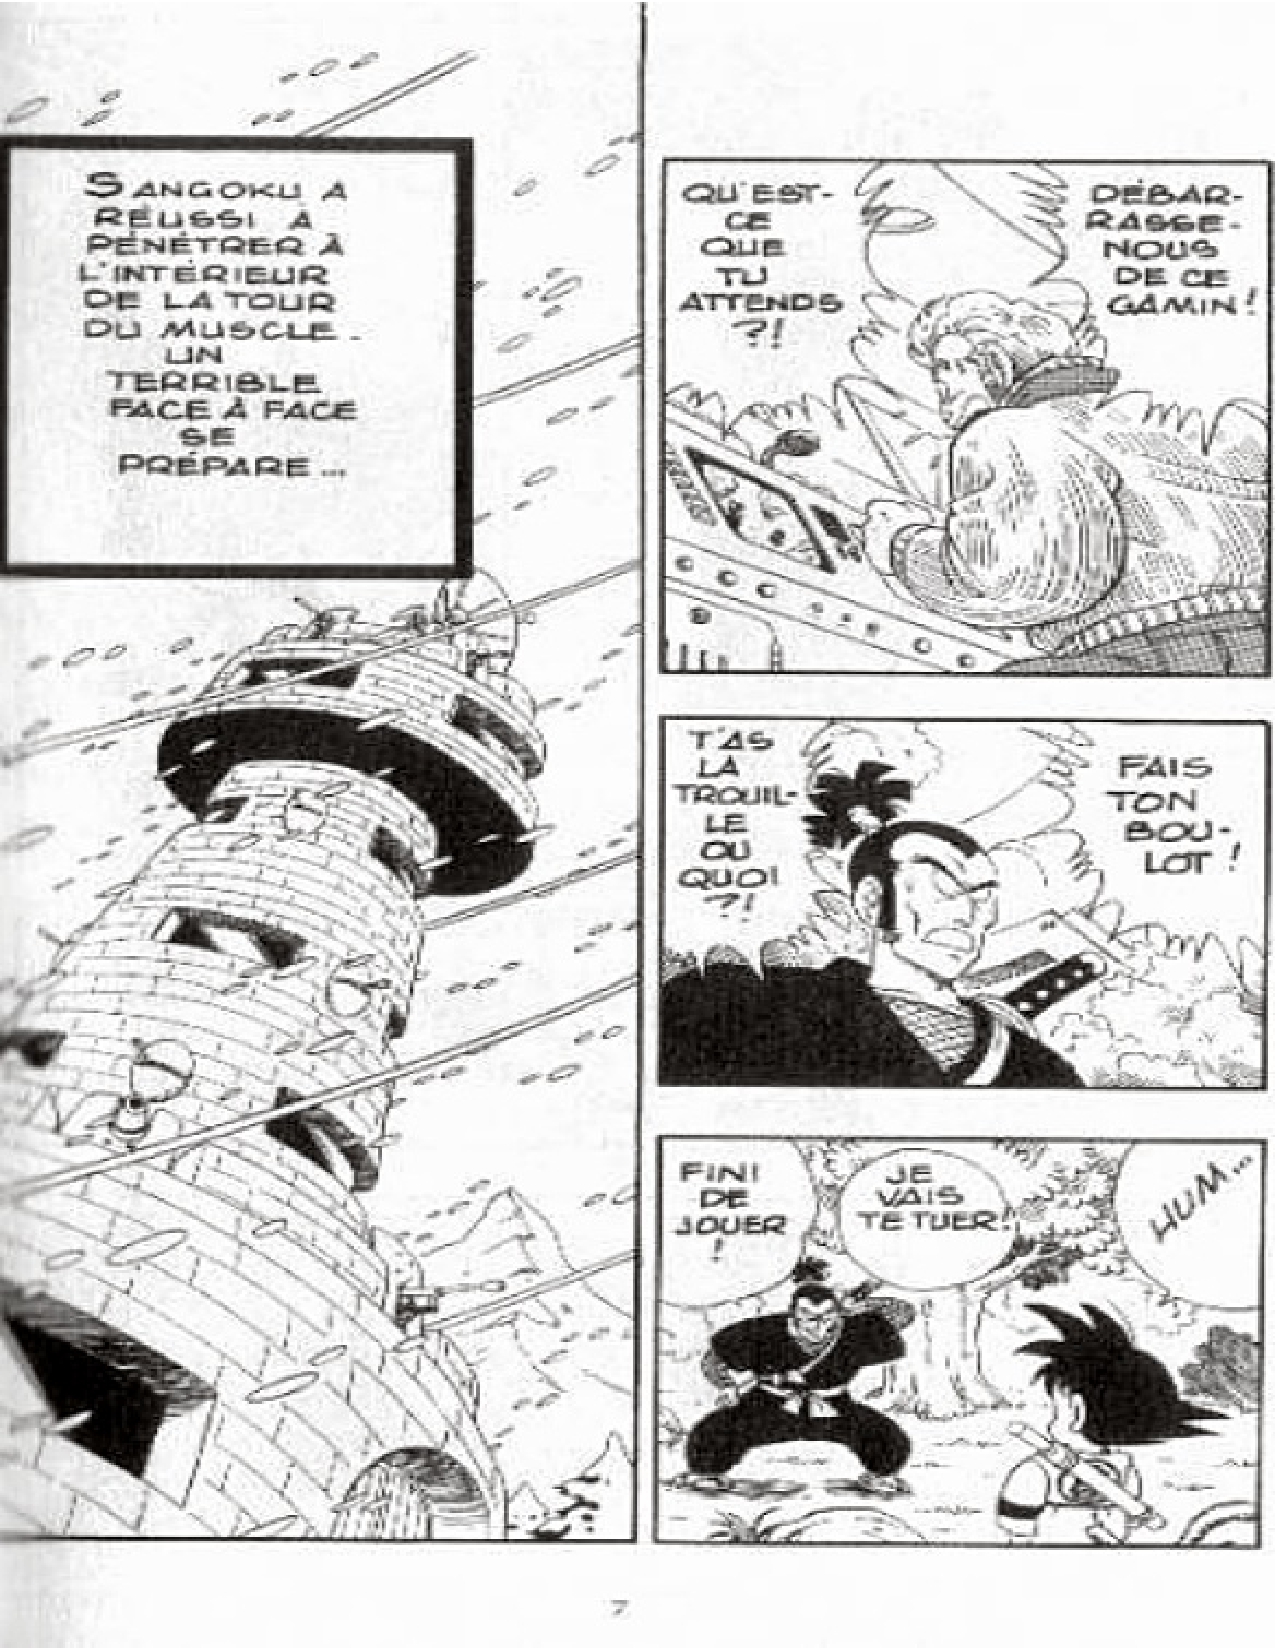 SANGOKU A
RÉUSSI À
PÉNÉTRER À
L'INTÉRIEUR
DE LA TOUR
DU MUSCLE.
UN
TERRIBLE
FACE À FACE
SE
PRÉPARE...
QU'EST-
CE
QUE
TU
ATTENDS
?!
DÉBAR-
RASSE-
NOUS
DE CE
GAMIN!
T'AS
LA
TROUIL-
LE
OU
QUOI
?!
FAIS
TON
BOU-
LOT!
FINI
DE
JOUER
!
JE
VAIS
TE TUER!
HUM...
7